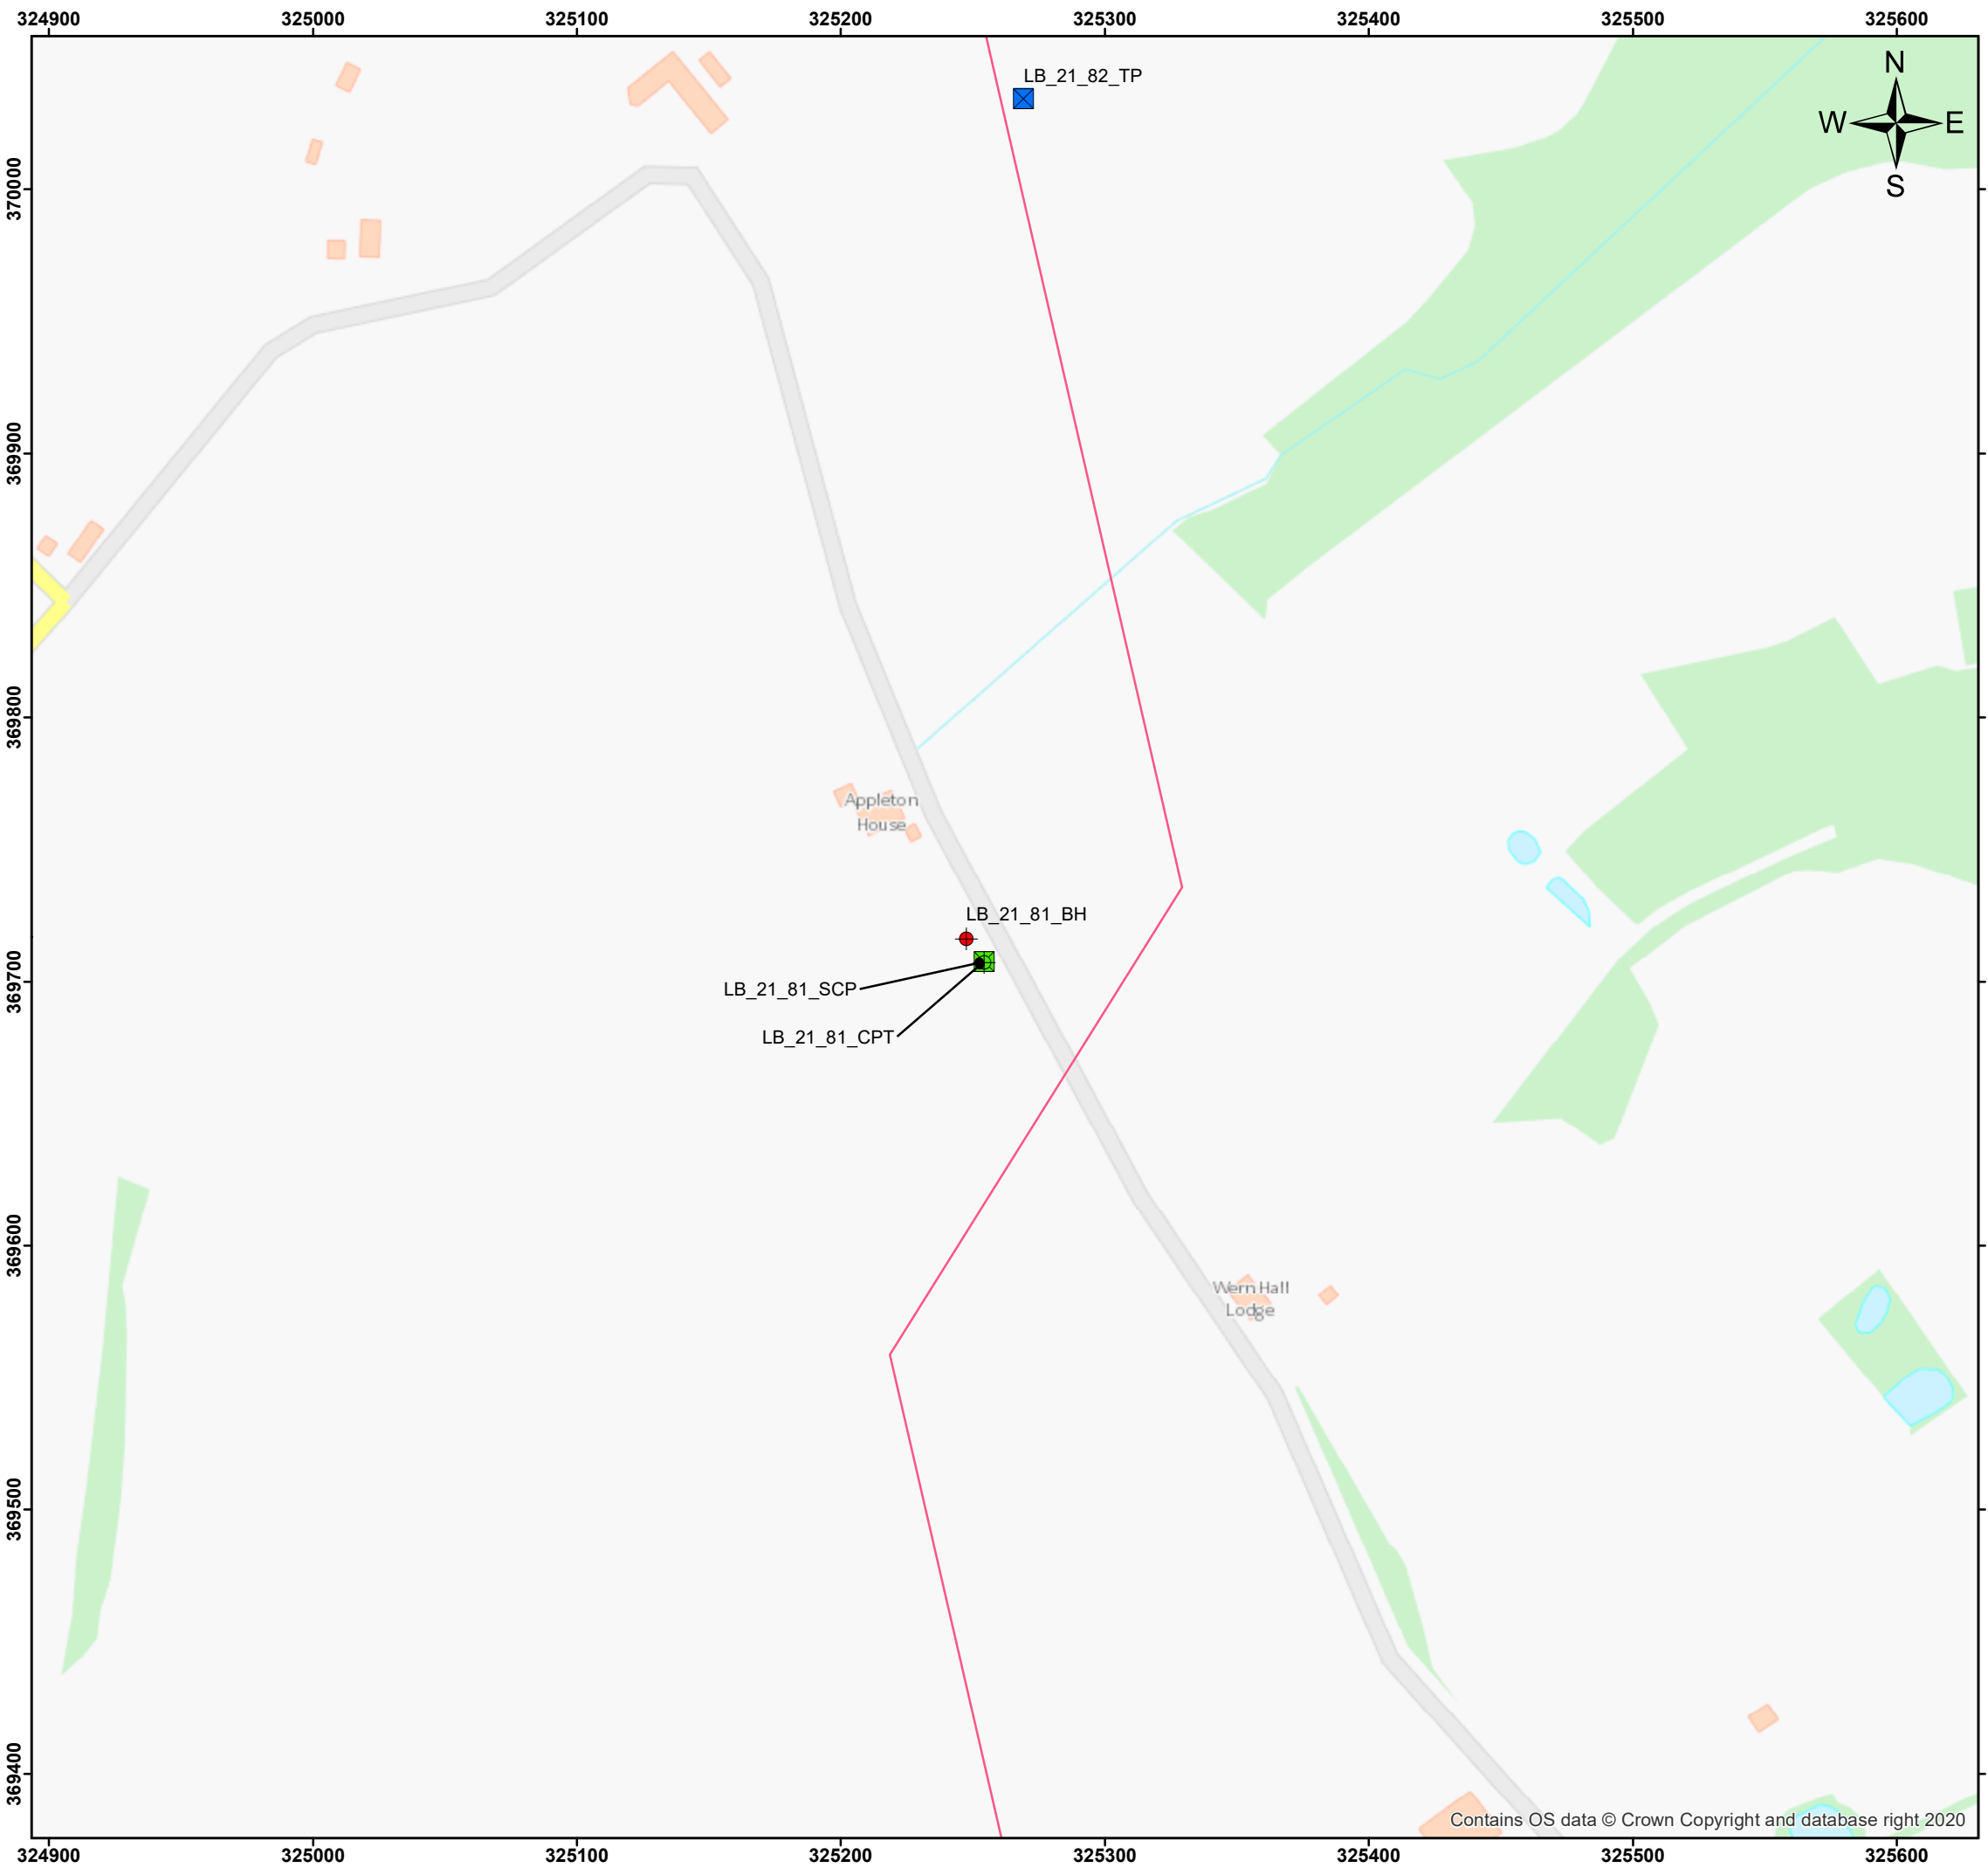 324900 325000 325100 325200 325300 325400 325500 325600
N
LB_21_82_TP
W E
S
370000
369900
369800
Appleton
House
LB_21_81_BH
369700
LB_21_81_SCP
LB_21_81_CPT
369600
Wern Hall
Lodge
369500
369400
Contains OS data © Crown Copyright and database right 2020
324900 325000 325100 325200 325300 325400 325500 325600